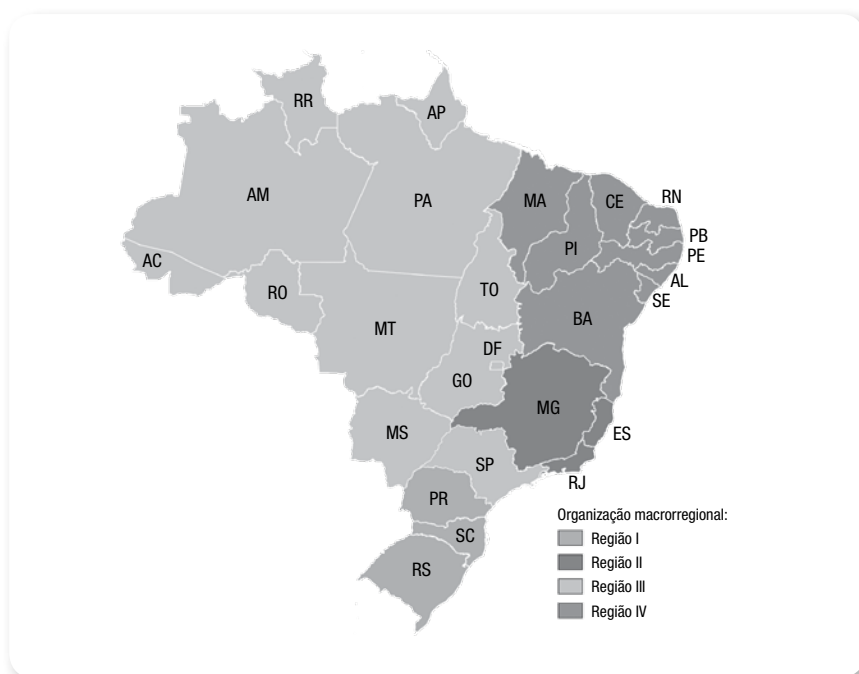 RR
AP
AM
PA
MA
CE
RN
PB
PE
PI
AL
AC
SE
RO
TO
MT
BA
DF
GO
MG
MS
ES
SP
RJ
PR
Organização macrorregional:
SC
Região I
Região II
RS
Região III
Região IV